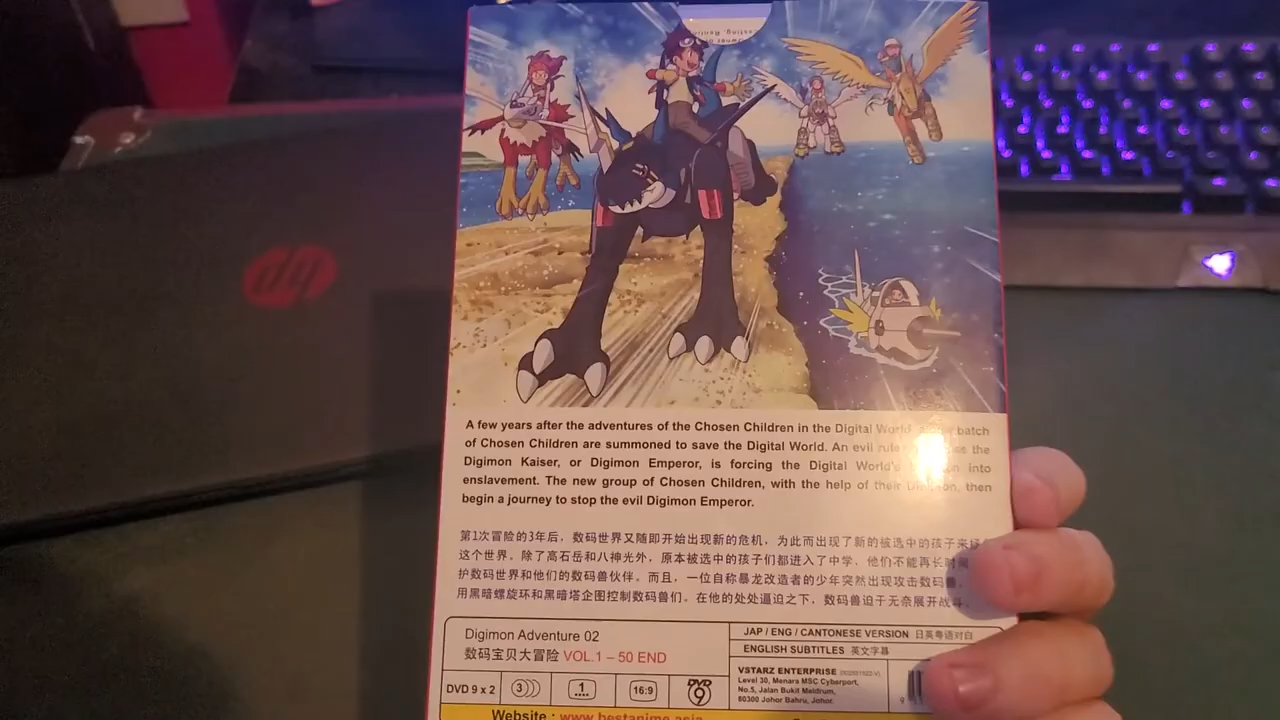 hp
A few years after the adventures of the Chosen Children in the Digital World, batch
of Chosen Children are summoned to save the Digital World. An evil the
Digimon Kaiser, or Digimon Emperor, is forcing the Digital World's into
enslavement. The new group of Chosen Children, with the help of their then
begin a journey to stop the evil Digimon Emperor.
第1次冒险的3年后，数码世界又随即开始出现新的危机，为此而出现了新的被选中的孩子来
这个世界。除了高石岳和八神光外，原本被选中的孩子们都进入了中学，他们不能再长时间
护数码世界和他们的数码兽伙伴。而且，一位自称暴龙改造者的少年突然出现攻击数码兽，
用黑暗螺旋环和黑暗塔企图控制数码兽们。在他的处处逼迫之下，数码兽迫于无奈展开战斗。
Digimon Adventure 02
数码宝贝大冒险 VOL.1 – 50 END
JAP / ENG / CANTONESE VERSION 日英粤语对白
ENGLISH SUBTITLES 英文字幕
DVD 9 x 2
3
1
16:9
DVD
9
VSTARZ ENTERPRISE
Level 30, Menara MSC Cyberport,
No.5, Jalan Bukit Meldrum,
80300 Johor Bahru, Johor.
Website : www.bestanime.asia